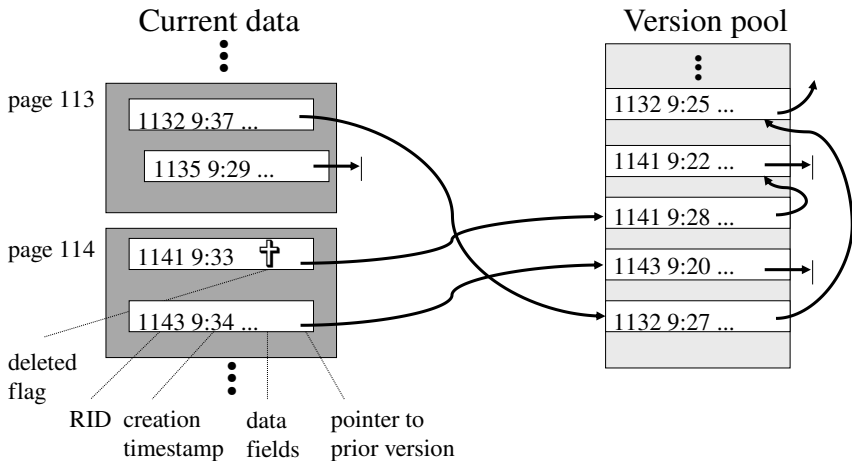 Current data
Version pool
page 113
1132 9:37 ...
1135 9:29 ...
page 114
1141 9:33
1143 9:34 ...
1132 9:25 ...
1141 9:22 ...
1141 9:28 ...
1143 9:20 ...
1132 9:27 ...
deleted
flag
RID
creation
timestamp
data
fields
pointer to
prior version